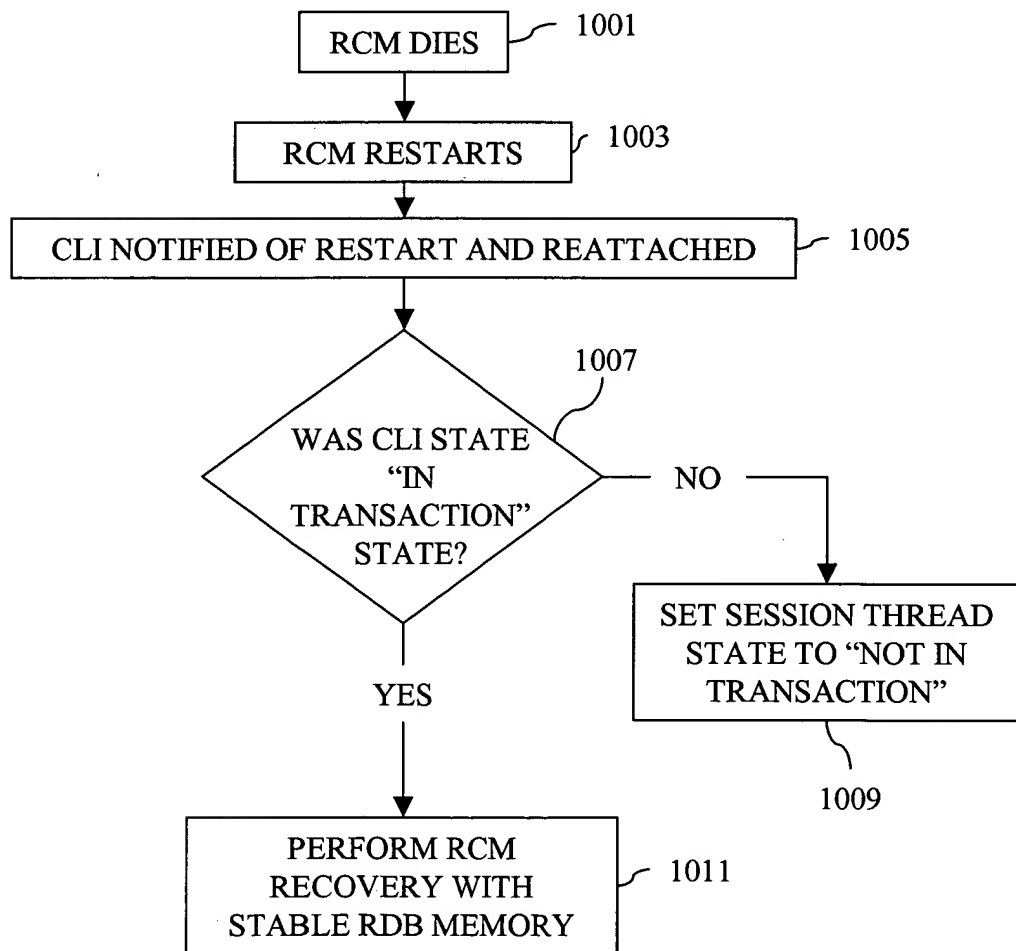 RCM DIES
1001
RCM RESTARTS
1003
CLI NOTIFIED OF RESTART AND REATTACHED
1005
1007
WAS CLI STATE
“IN
TRANSACTION”
STATE?
NO
SET SESSION THREAD
STATE TO “NOT IN
TRANSACTION”
1009
YES
PERFORM RCM
RECOVERY WITH
STABLE RDB MEMORY
1011